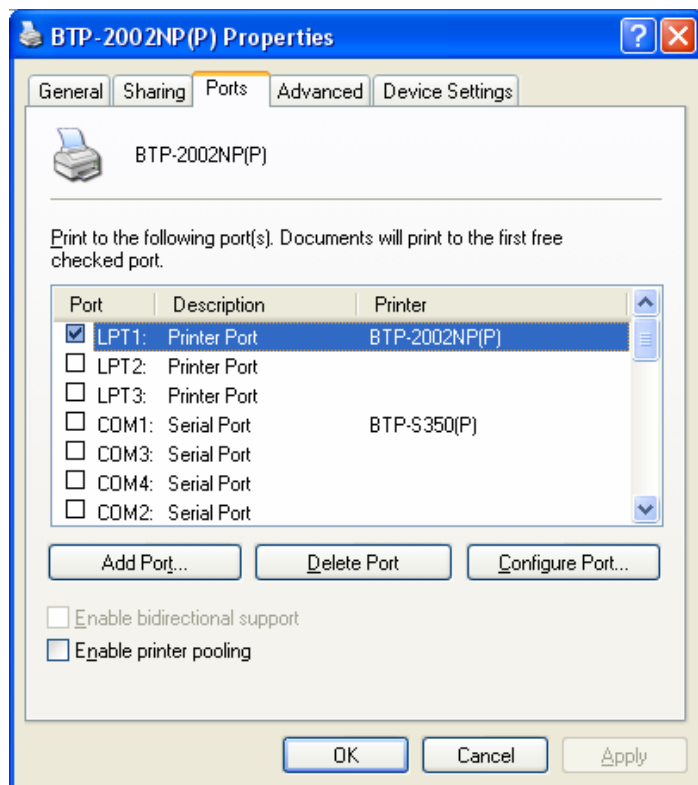 BTP-2002NP(P) Properties
General Sharing Ports Advanced Device Settings
BTP-2002NP(P)
Print to the following port(s). Documents will print to the first free
checked port.
Port Description Printer
LPT1: Printer Port BTP-2002NP(P)
LPT2: Printer Port
LPT3: Printer Port
COM1: Serial Port BTP-S350(P)
COM3: Serial Port
COM4: Serial Port
COM2: Serial Port
Add Port... Delete Port Configure Port...
Enable bidirectional support
Enable printer pooling
OK Cancel Apply